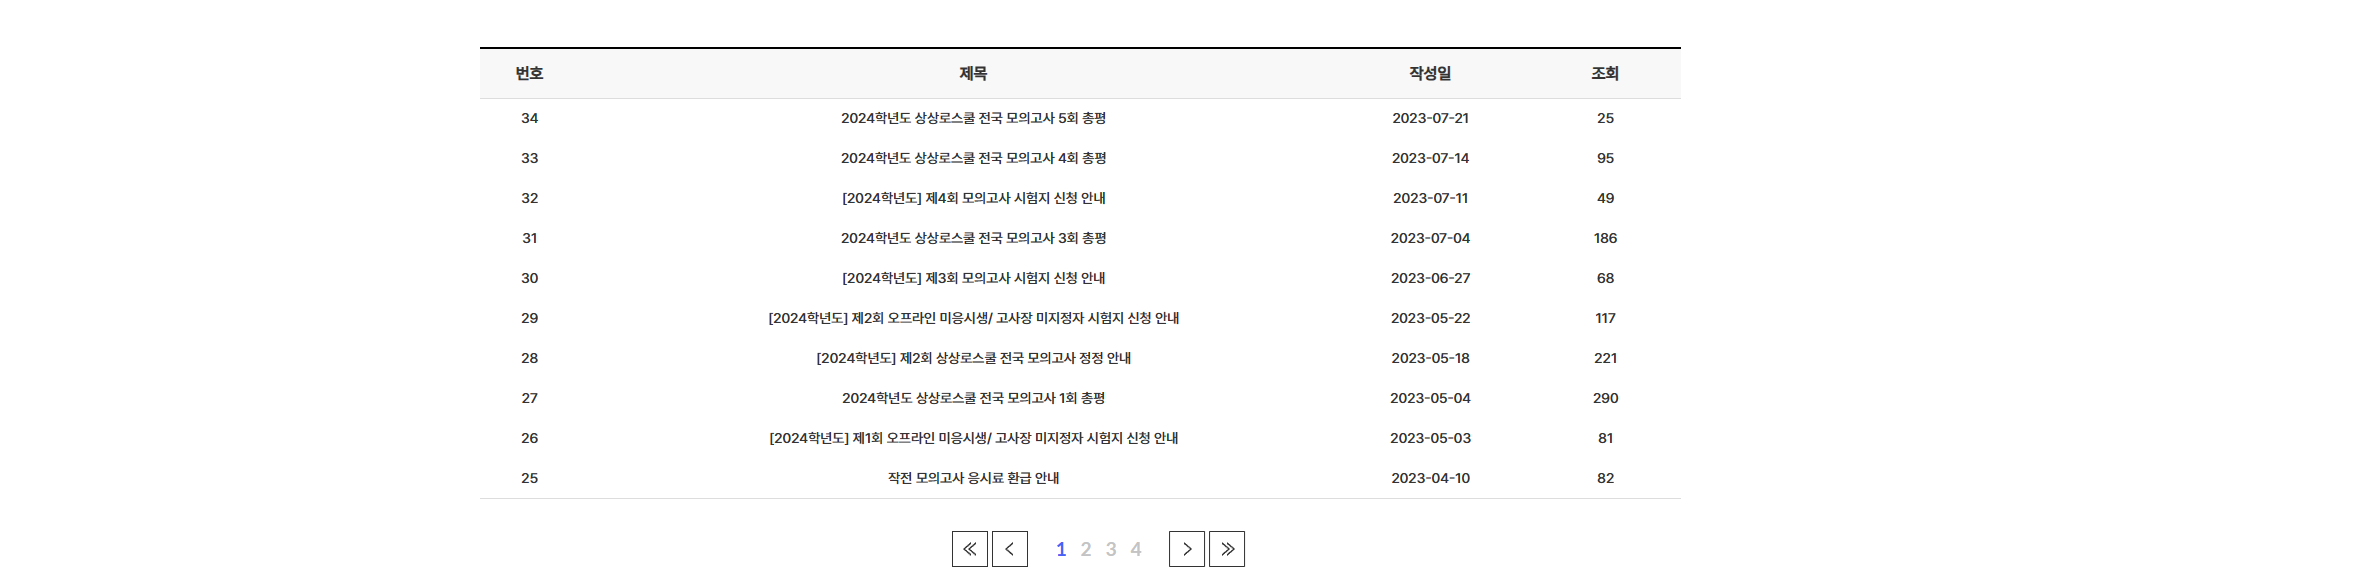 번호 제목 작성일 조회
34 2024학년도 상상로스쿨 전국 모의고사 5회 총평 2023-07-21 25
33 2024학년도 상상로스쿨 전국 모의고사 4회 총평 2023-07-14 95
32 [2024학년도] 제4회 모의고사 시험지 신청 안내 2023-07-11 49
31 2024학년도 상상로스쿨 전국 모의고사 3회 총평 2023-07-04 186
30 [2024학년도] 제3회 모의고사 시험지 신청 안내 2023-06-27 68
29 [2024학년도] 제2회 오프라인 미응시생/ 고사장 미지정자 시험지 신청 안내 2023-05-22 117
28 [2024학년도] 제2회 상상로스쿨 전국 모의고사 정정 안내 2023-05-18 221
27 2024학년도 상상로스쿨 전국 모의고사 1회 총평 2023-05-04 290
26 [2024학년도] 제1회 오프라인 미응시생/ 고사장 미지정자 시험지 신청 안내 2023-05-03 81
25 작전 모의고사 응시료 환급 안내 2023-04-10 82
1 2 3 4